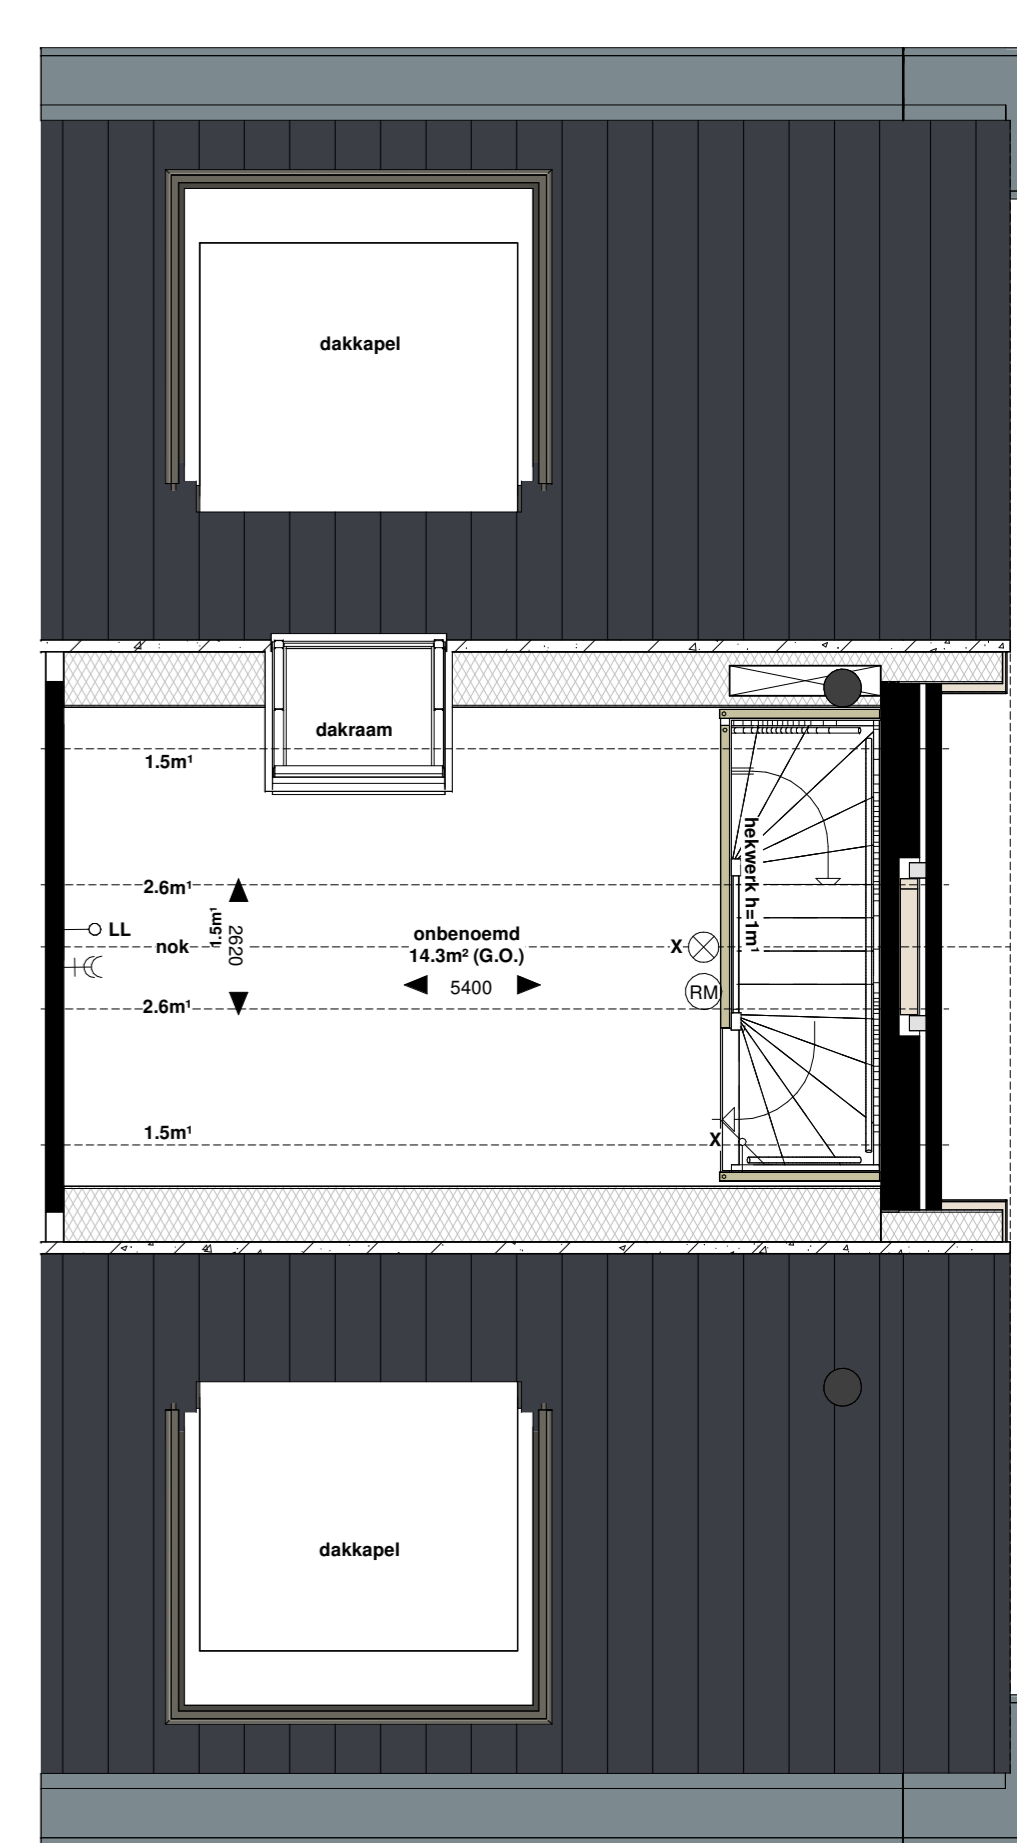 dakkapel
dakraam
1.5m¹
hekwerk h=1m¹
2.6m¹
1.5m¹
2620
LL
nok
onbenoemd
14.3m² (G.O.)
5400
X
RM
2.6m¹
1.5m¹
X
dakkapel